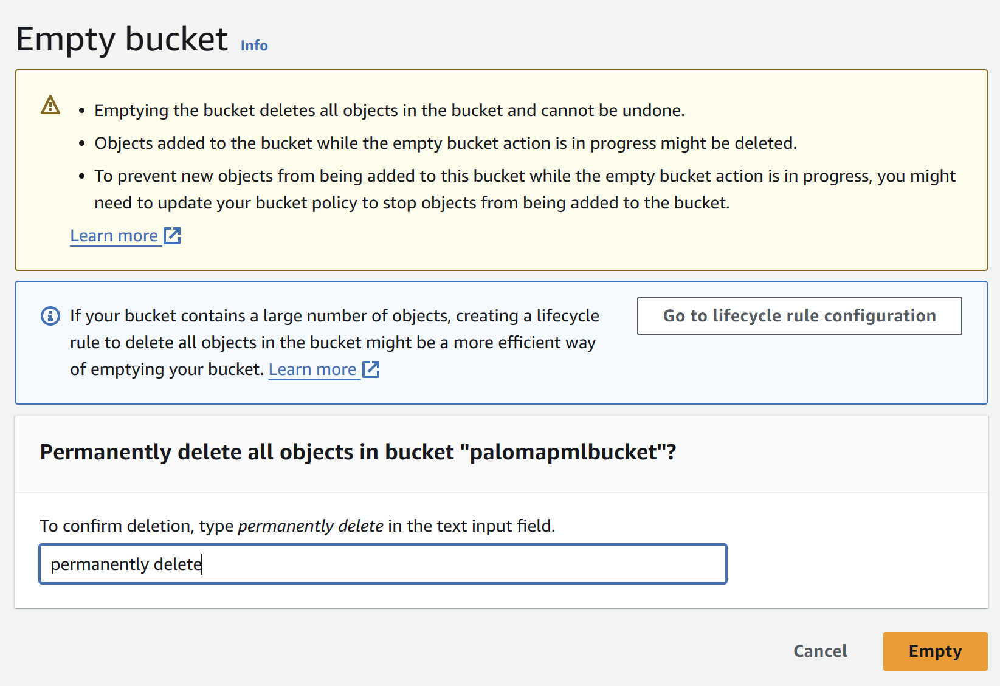 Empty bucket Info
• Emptying the bucket deletes all objects in the bucket and cannot be undone.
• Objects added to the bucket while the empty bucket action is in progress might be deleted.
• To prevent new objects from being added to this bucket while the empty bucket action is in progress, you might
need to update your bucket policy to stop objects from being added to the bucket.
Learn more
If your bucket contains a large number of objects, creating a lifecycle
rule to delete all objects in the bucket might be a more efficient way
of emptying your bucket. Learn more
Go to lifecycle rule configuration
Permanently delete all objects in bucket "palomapmlbucket"?
To confirm deletion, type permanently delete in the text input field.
permanently delete
Cancel
Empty